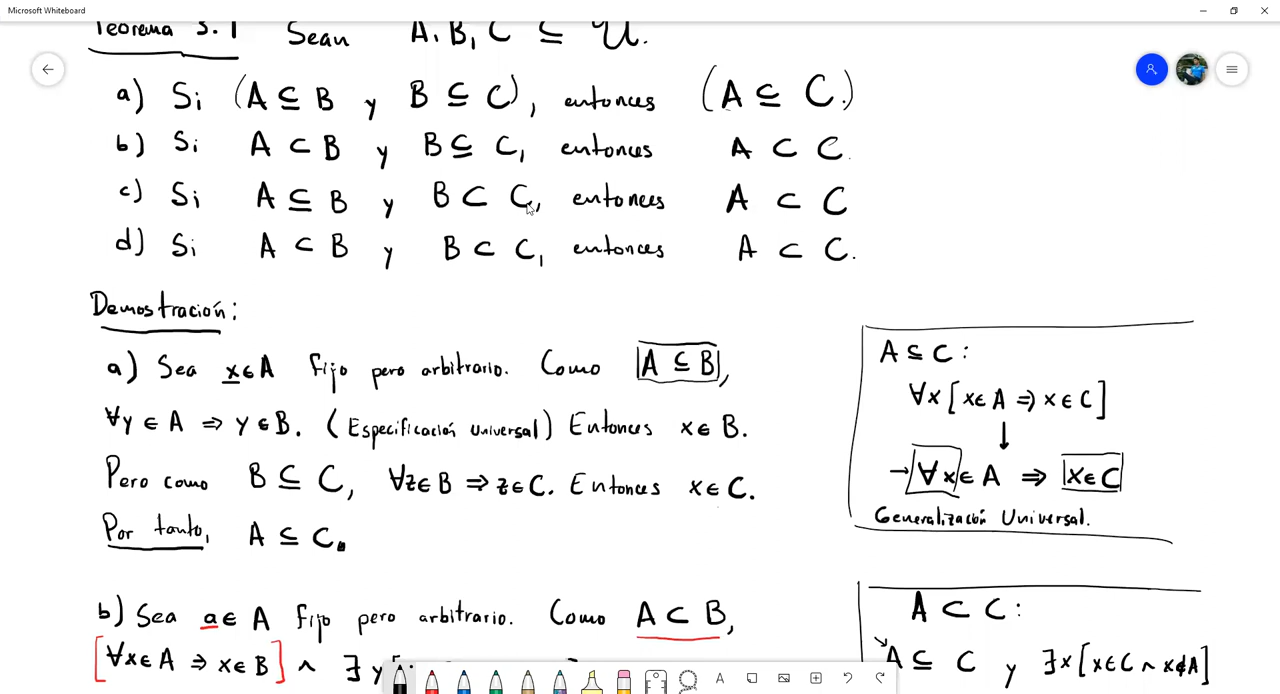 Microsoft Whiteboard
Teorema 3.1 Sean A, B, C ⊆ U.
a) Si (A ⊆ B y B ⊆ C), entonces (A ⊆ C.)
b) Si A ⊂ B y B ⊆ C, entonces A ⊂ C.
c) Si A ⊆ B y B ⊂ C, entonces A ⊂ C
d) Si A ⊂ B y B ⊂ C, entonces A ⊂ C.
Demostración:
a) Sea x ∈ A fijo pero arbitrario. Como A ⊆ B,
∀y ∈ A ⇒ y ∈ B. (Especificación Universal) Entonces x ∈ B.
Pero como B ⊆ C, ∀z ∈ B ⇒ z ∈ C. Entonces x ∈ C.
Por tanto, A ⊆ C.
A ⊆ C:
∀x [x ∈ A ⇒ x ∈ C]
↓
→ ∀x ∈ A ⇒ x ∈ C
Generalización Universal.
b) Sea a ∈ A fijo pero arbitrario. Como A ⊂ B,
[∀x ∈ A ⇒ x ∈ B] ∧ ∃y [
A ⊂ C:
A ⊆ C y ∃x [x ∈ C ∧ x ∉ A]